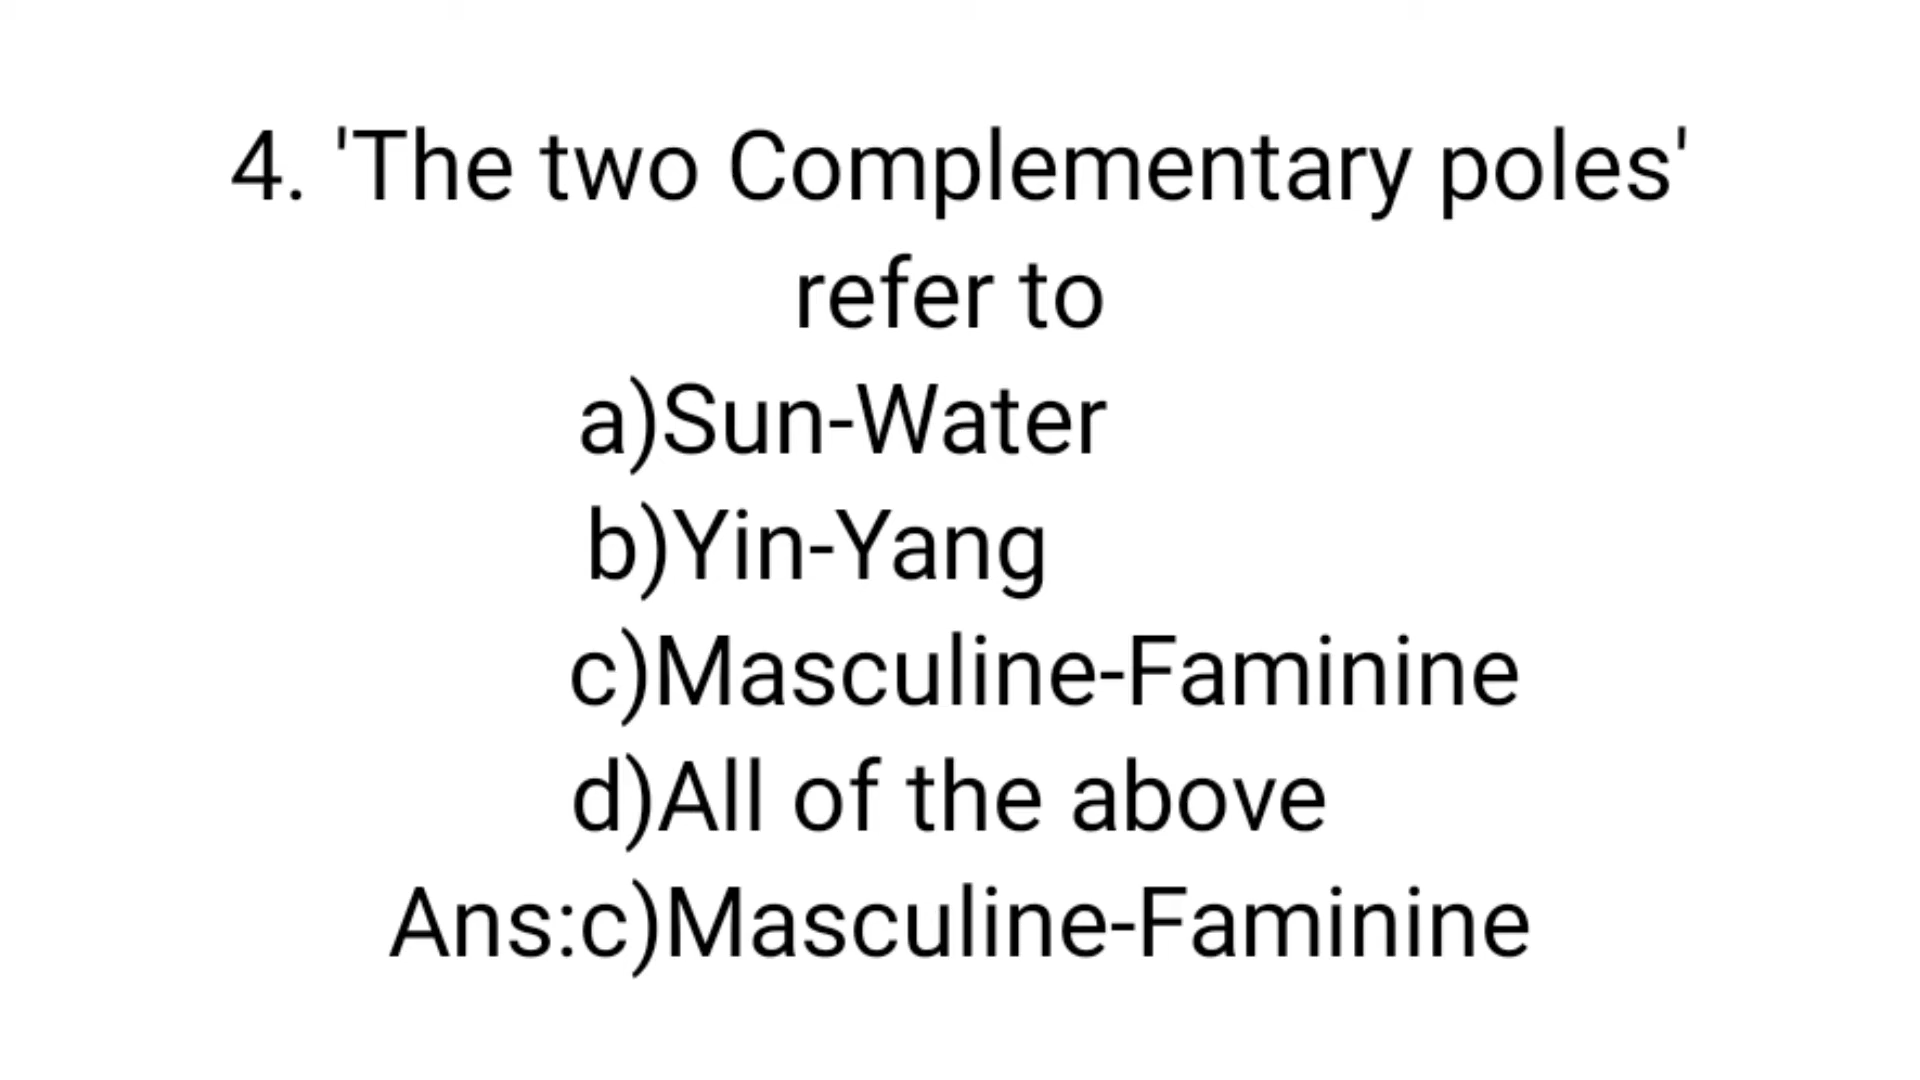 4. 'The two Complementary poles'
refer to
a)Sun-Water
b)Yin-Yang
c)Masculine-Faminine
d)All of the above
Ans:c)Masculine-Faminine